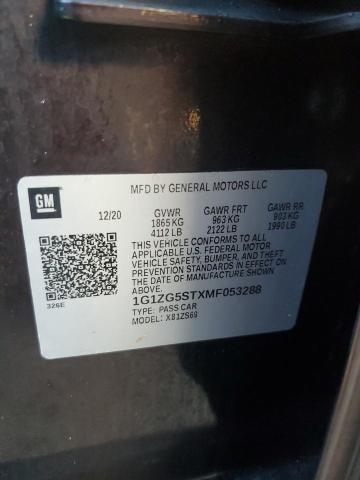 MFD BY GENERAL MOTORS LLC
GM
12/20 GVWR GAWR FRT GAWR RR
1865 KG 963 KG 903 KG
4112 LB 2122 LB 1990 LB
THIS VEHICLE CONFORMS TO ALL
APPLICABLE U.S. FEDERAL MOTOR
VEHICLE SAFETY, BUMPER, AND THEFT
PREVENTION STANDARDS IN EFFECT ON
THE DATE OF MANUFACTURE SHOWN
ABOVE.
326E
1G1ZG5STXMF053288
TYPE: PASS CAR
MODEL: X81ZS69